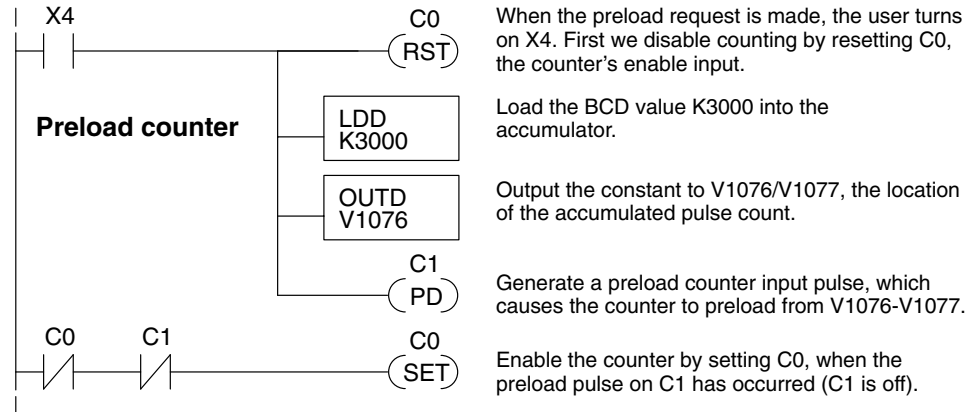 X4
C0
RST
When the preload request is made, the user turns
on X4. First we disable counting by resetting C0,
the counter's enable input.
Preload counter
LDD
K3000
Load the BCD value K3000 into the
accumulator.
OUTD
V1076
Output the constant to V1076/V1077, the location
of the accumulated pulse count.
C1
PD
Generate a preload counter input pulse, which
causes the counter to preload from V1076-V1077.
C0
C1
C0
SET
Enable the counter by setting C0, when the
preload pulse on C1 has occurred (C1 is off).